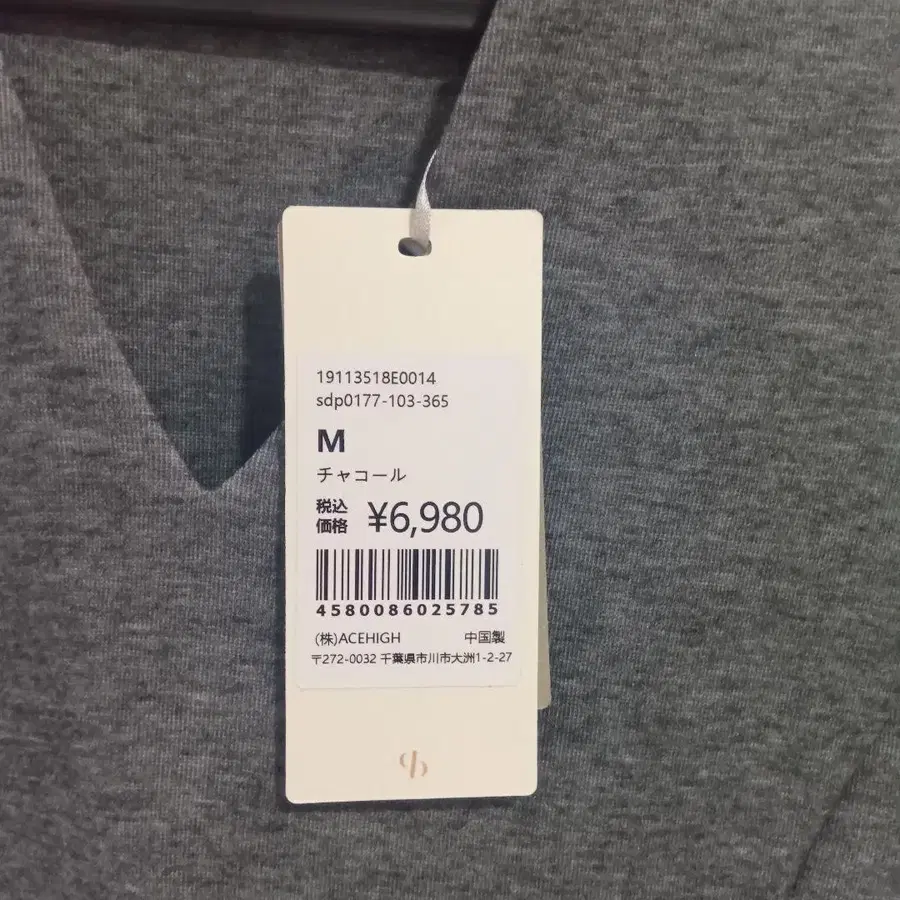 19113518E0014
sdp0177-103-365
M
チャコール
税込
価格 ¥6,980
4580086025785
(株)ACEHIGH 中国製
〒272-0032 千葉県市川市大洲1-2-27